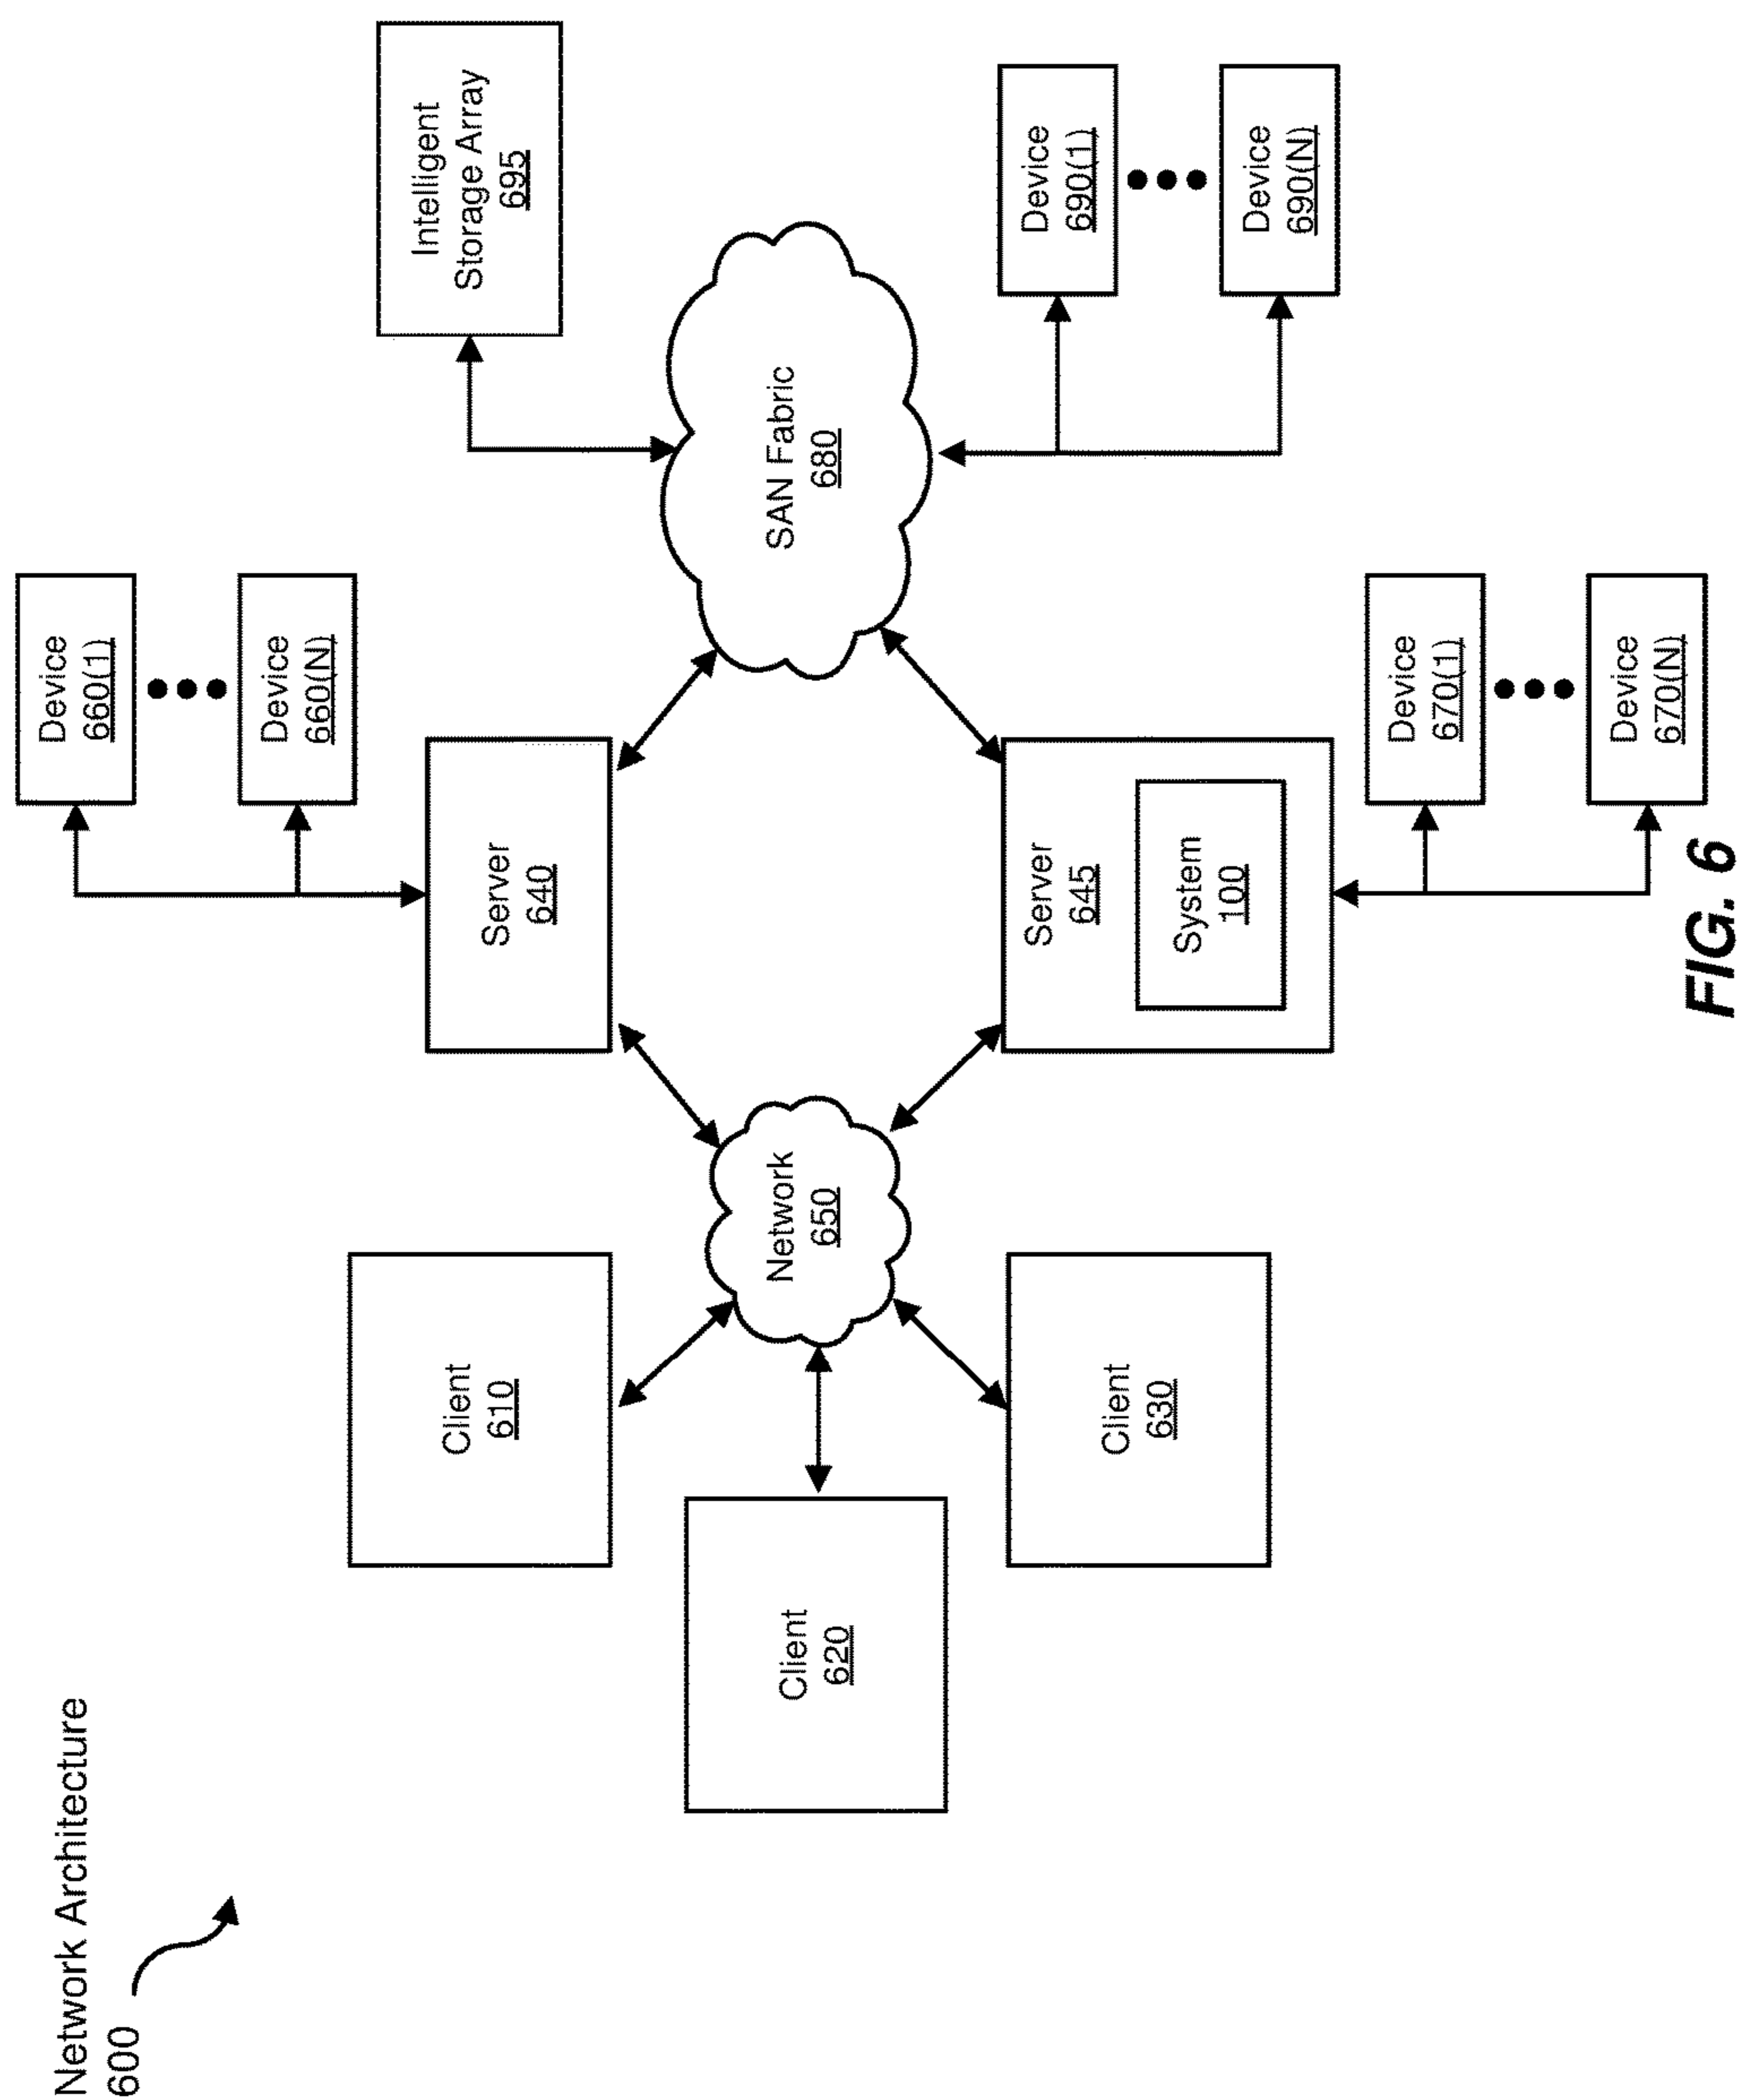 Network Architecture
600
Device
660(1)
Device
660(N)
Intelligent
Storage Array
695
Client
610
Server
640
Client
620
Network
650
SAN Fabric
680
Client
630
Server
645
System
100
Device
690(1)
Device
690(N)
Device
670(1)
Device
670(N)
FIG. 6